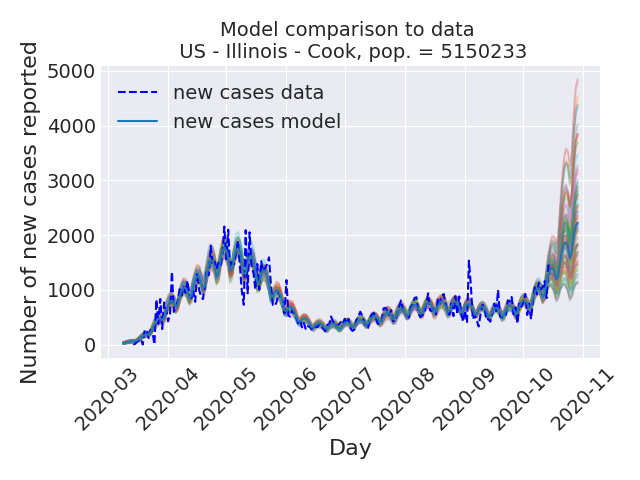 Model comparison to data
US - Illinois - Cook, pop. = 5150233
Number of new cases reported
5000
4000
3000
2000
1000
0
new cases data
new cases model
2020-03
2020-04
2020-05
2020-06
2020-07
2020-08
2020-09
2020-10
2020-11
Day